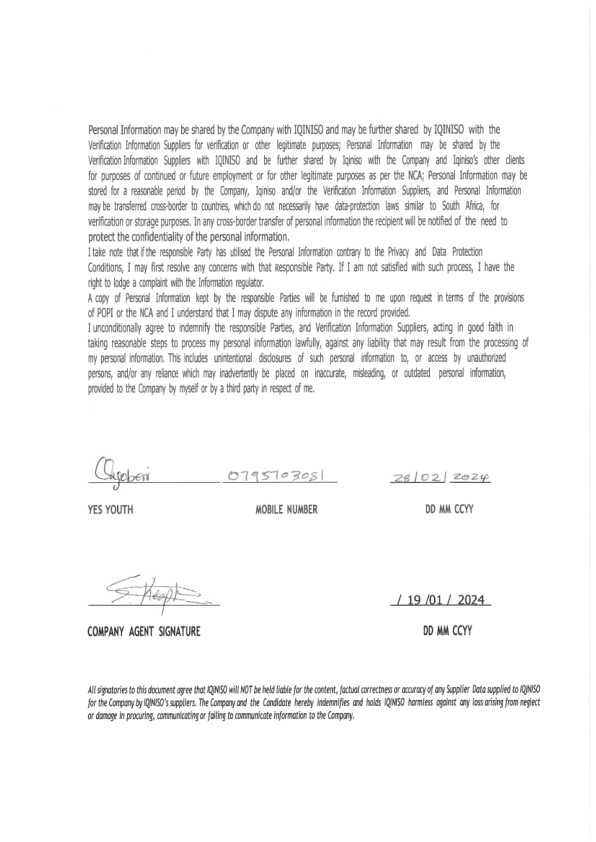 Personal Information may be shared by the Company with IQINISO and may be further shared by IQINISO with the
Verification Information Suppliers for verification or other legitimate purposes; Personal Information may be shared by the
Verification Information Suppliers with IQINISO and be further shared by Iqiniso with the Company and Iqiniso's other clients
for purposes of continued or future employment or for other legitimate purposes as per the NCA; Personal Information may be
stored for a reasonable period by the Company, Iqiniso and/or the Verification Information Suppliers, and Personal Information
may be transferred cross-border to countries, which do not necessarily have data-protection laws similar to South Africa, for
verification or storage purposes. In any cross-border transfer of personal information the recipient will be notified of the need to
protect the confidentiality of the personal information.
I take note that if the responsible Party has utilised the Personal Information contrary to the Privacy and Data Protection
Conditions, I may first resolve any concerns with that Responsible Party. If I am not satisfied with such process, I have the
right to lodge a complaint with the Information regulator.
A copy of Personal Information kept by the responsible Parties will be furnished to me upon request in terms of the provisions
of POPI or the NCA and I understand that I may dispute any information in the record provided.
I unconditionally agree to indemnify the responsible Parties, and Verification Information Suppliers, acting in good faith in
taking reasonable steps to process my personal information lawfully, against any liability that may result from the processing of
my personal information. This includes unintentional disclosures of such personal information to, or access by unauthorized
persons, and/or any reliance which may inadvertently be placed on inaccurate, misleading, or outdated personal information,
provided to the Company by myself or by a third party in respect of me.
0795703081 28/02/2024
YES YOUTH MOBILE NUMBER DD MM CCYY
/ 19 /01 / 2024
COMPANY AGENT SIGNATURE DD MM CCYY
All signatories to this document agree that IQINISO will NOT be held liable for the content, factual correctness or accuracy of any Supplier Data supplied to IQINISO
for the Company by IQINISO's suppliers. The Company and the Candidate hereby indemnifies and holds IQINISO harmless against any loss arising from neglect
or damage in procuring, communicating or failing to communicate information to the Company.